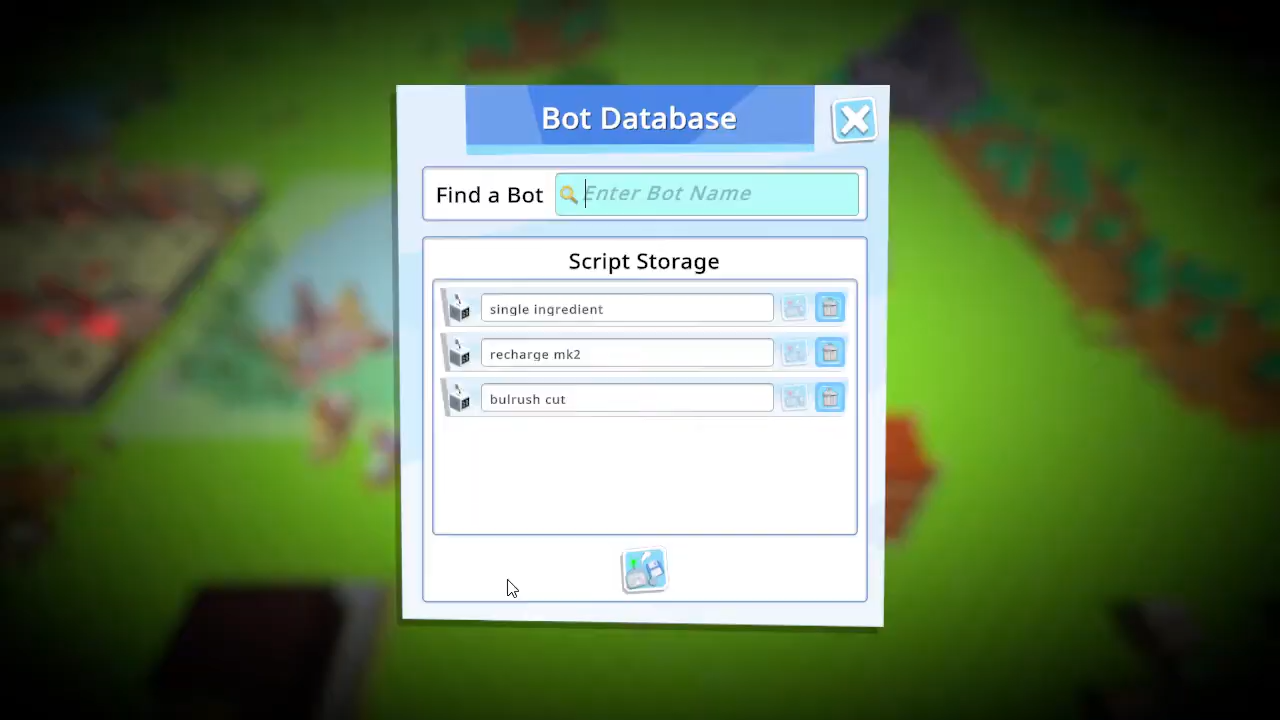 Bot Database
Find a Bot
Enter Bot Name
Script Storage
single ingredient
recharge mk2
bulrush cut